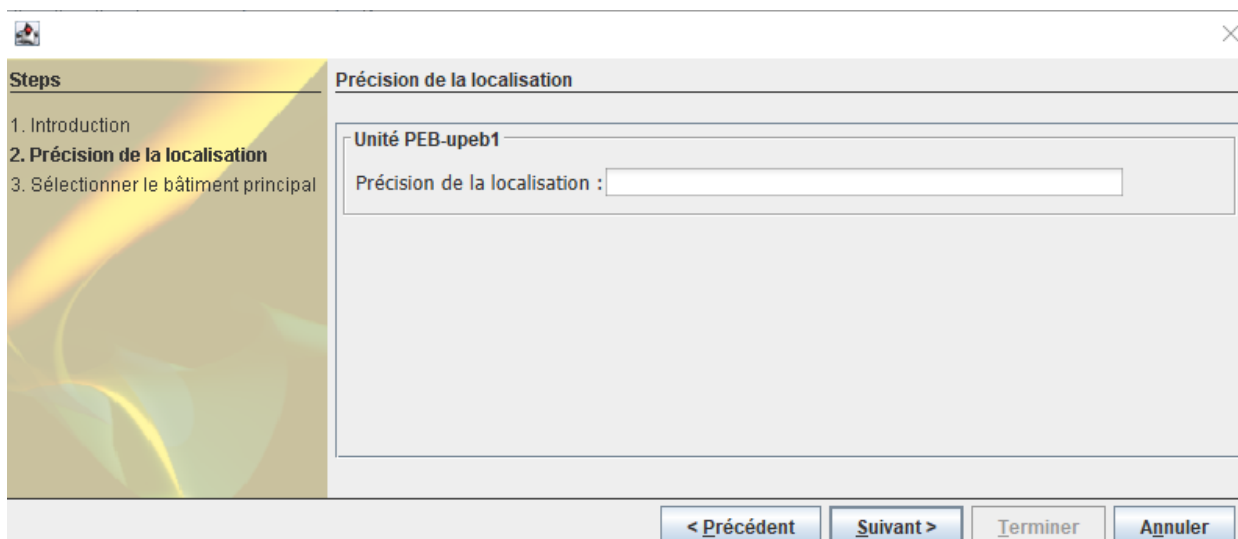 Steps
1. Introduction
2. Précision de la localisation
3. Sélectionner le bâtiment principal
Précision de la localisation
Unité PEB-upeb1
Précision de la localisation :
< Précédent
Suivant >
Terminer
Annuler